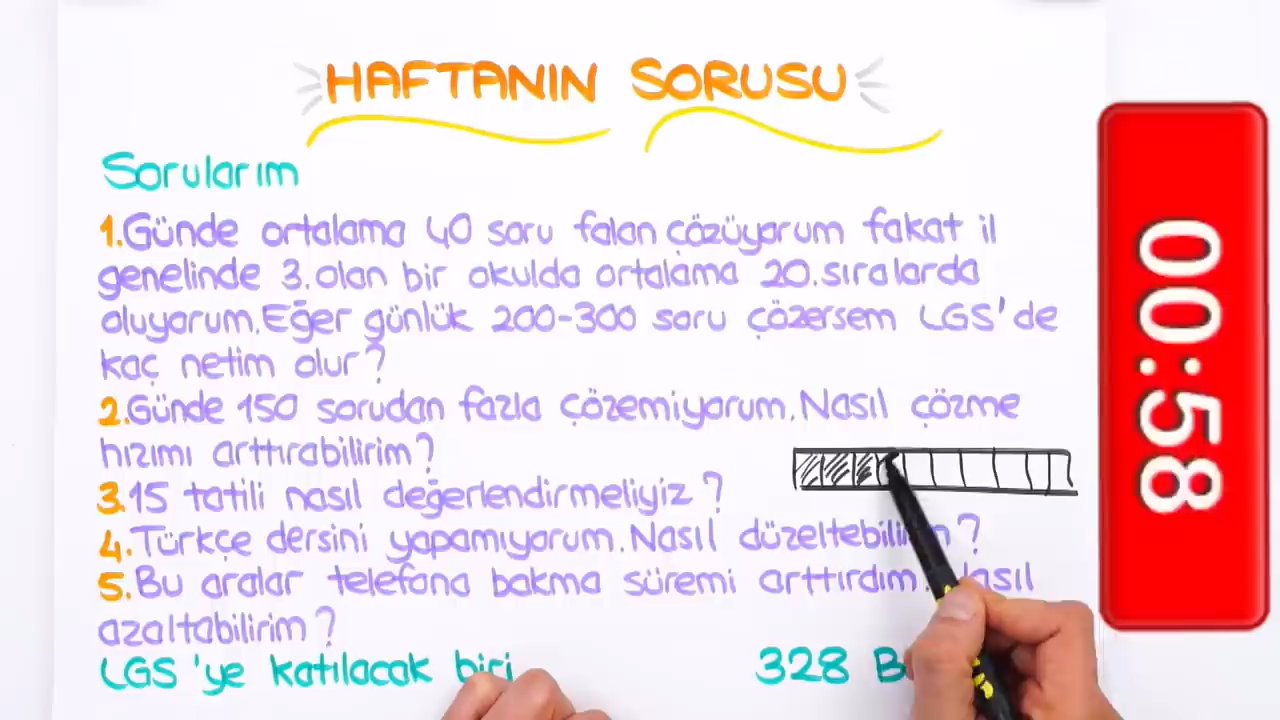 HAFTANIN SORUSU
Sorularım
1.Günde ortalama 40 soru falan çözüyorum fakat il
genelinde 3.olan bir okulda ortalama 20.sıralarda
oluyorum.Eğer günlük 200-300 soru çözersem LGS'de
kaç netim olur?
2.Günde 150 sorudan fazla çözemiyorum.Nasıl çözme
hızımı arttırabilirim?
3.15 tatili nasıl değerlendirmeliyiz?
4.Türkçe dersini yapamıyorum.Nasıl ?
5.Bu aralar telefona bakma süremi arttırdım.
azaltabilirim?
LGS'ye katılacak biri 328
00:58